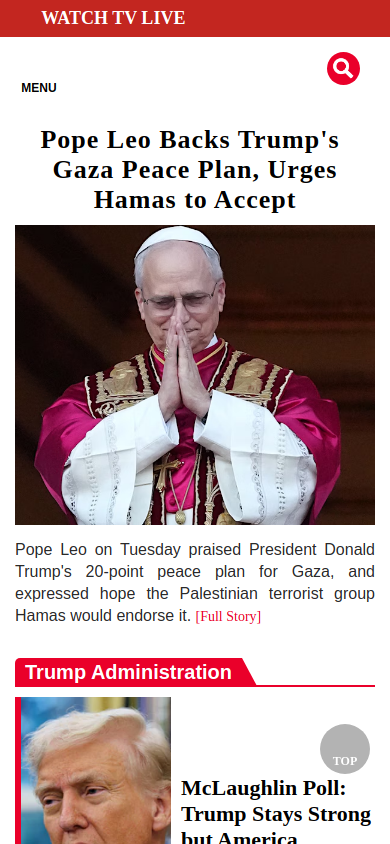 WATCH TV LIVE
MENU
Pope Leo Backs Trump's
Gaza Peace Plan, Urges
Hamas to Accept
Pope Leo on Tuesday praised President Donald
Trump's 20-point peace plan for Gaza, and
expressed hope the Palestinian terrorist group
Hamas would endorse it. [Full Story]
Trump Administration
TOP
McLaughlin Poll:
Trump Stays Strong
but America